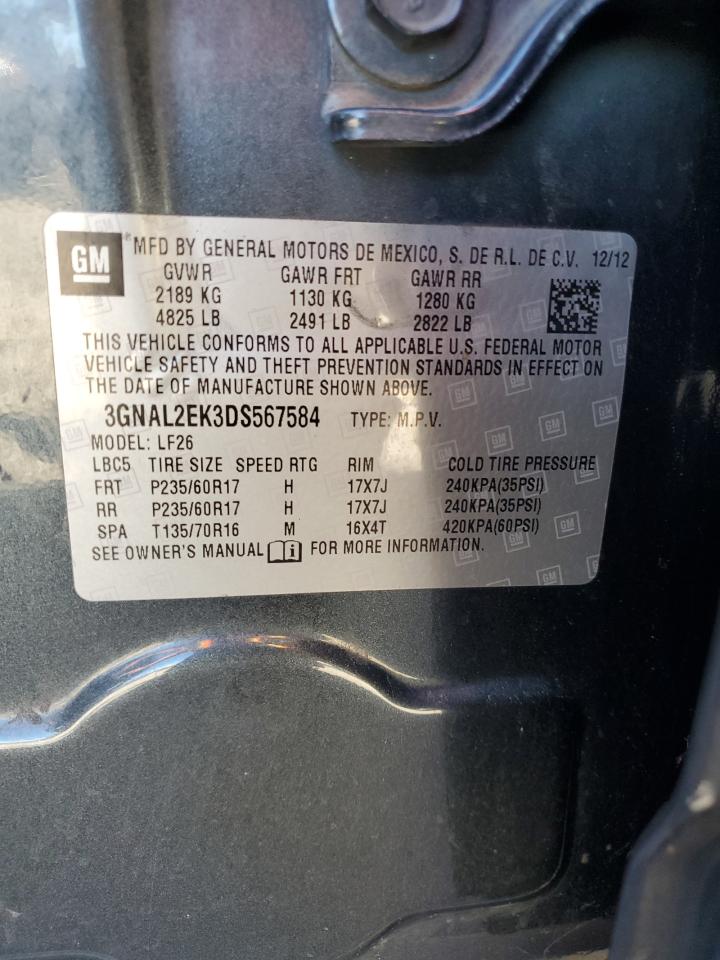 GM ® MFD BY GENERAL MOTORS DE MEXICO, S. DE R.L. DE C.V. 12/12
GVWR GAWR FRT GAWR RR
2189 KG 1130 KG 1280 KG
4825 LB 2491 LB 2822 LB
THIS VEHICLE CONFORMS TO ALL APPLICABLE U.S. FEDERAL MOTOR
VEHICLE SAFETY AND THEFT PREVENTION STANDARDS IN EFFECT ON
THE DATE OF MANUFACTURE SHOWN ABOVE.
3GNAL2EK3DS567584 TYPE: M.P.V.
MODEL: LF26
LBC5 TIRE SIZE SPEED RTG RIM COLD TIRE PRESSURE
FRT P235/60R17 H 17X7J 240KPA(35PSI)
RR P235/60R17 H 17X7J 240KPA(35PSI)
SPA T135/70R16 M 16X4T 420KPA(60PSI)
SEE OWNER'S MANUAL FOR MORE INFORMATION.